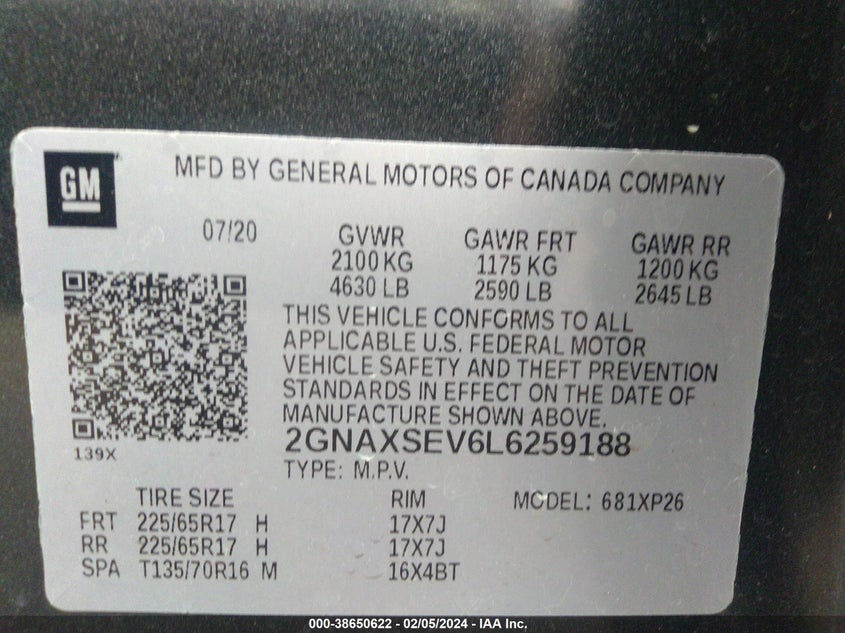 GM
MFD BY GENERAL MOTORS OF CANADA COMPANY
07/20 GVWR GAWR FRT GAWR RR
2100 KG 1175 KG 1200 KG
4630 LB 2590 LB 2645 LB
THIS VEHICLE CONFORMS TO ALL
APPLICABLE U.S. FEDERAL MOTOR
VEHICLE SAFETY AND THEFT PREVENTION
STANDARDS IN EFFECT ON THE DATE OF
MANUFACTURE SHOWN ABOVE.
2GNAXSEV6L6259188
139X
TYPE: M.P.V.
TIRE SIZE RIM MODEL: 681XP26
FRT 225/65R17 H 17X7J
RR 225/65R17 H 17X7J
SPA T135/70R16 M 16X4BT
000-38650622 - 02/05/2024 - IAA Inc.